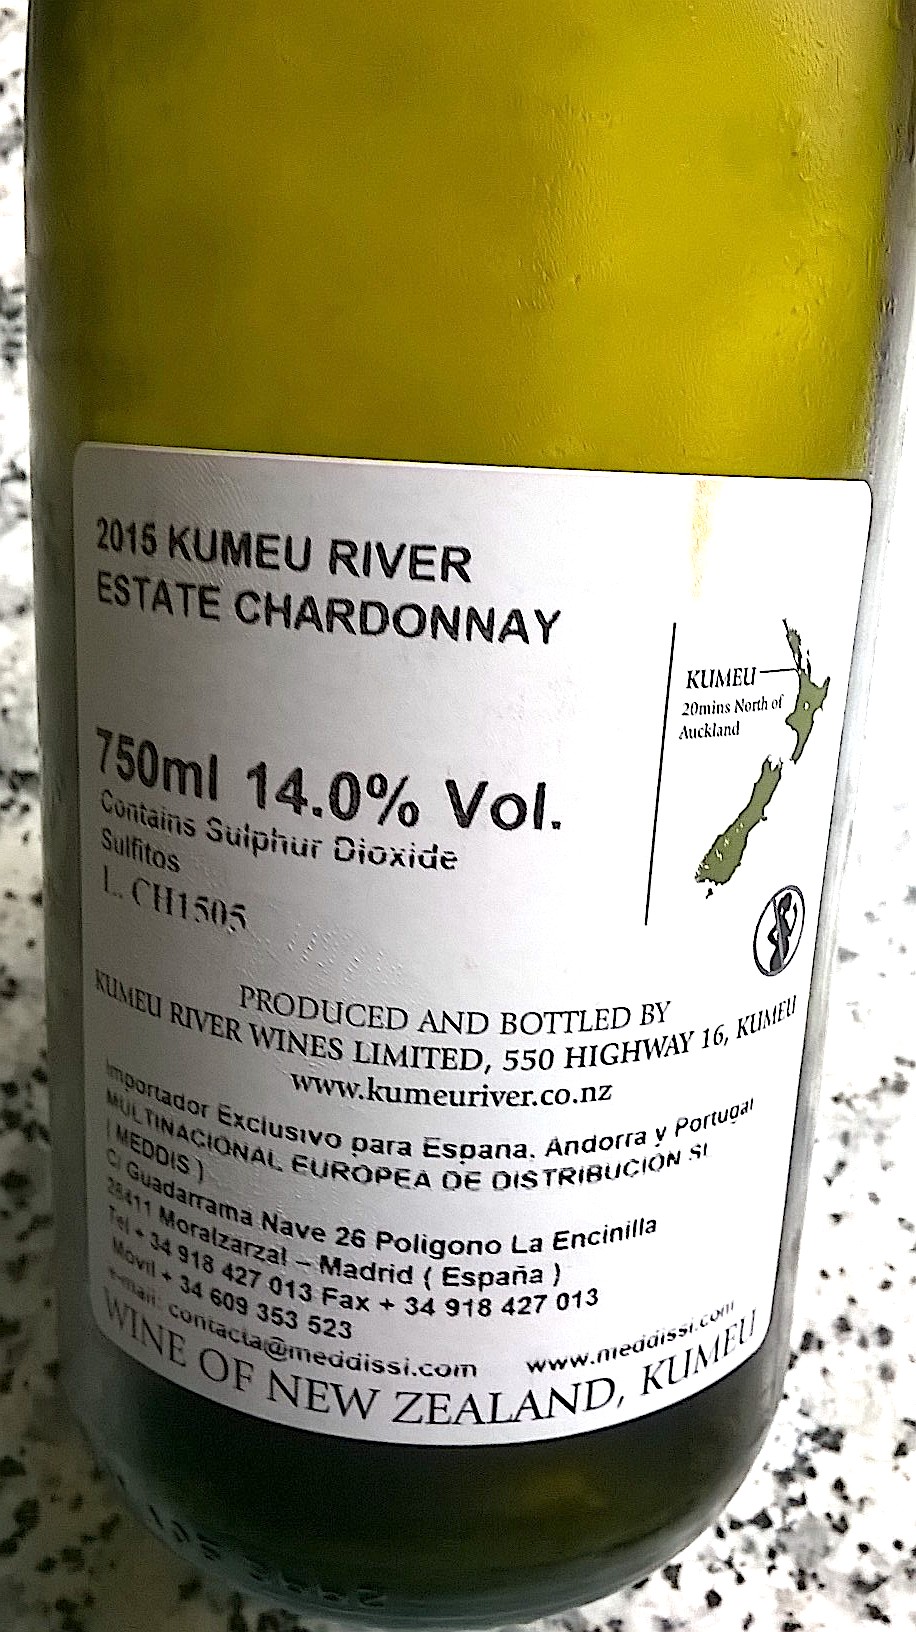 2015 KUMEU RIVER
ESTATE CHARDONNAY
KUMEU
20mins North of
Auckland
750ml 14.0% Vol.
Contains Sulphur Dioxide
Sulfitos
L. CH1505
PRODUCED AND BOTTLED BY
KUMEU RIVER WINES LIMITED, 550 HIGHWAY 16, KUMEU
www.kumeuriver.co.nz
Importador Exclusivo para España, Andorra y Portugal
MULTINACIONAL EUROPEA DE DISTRIBUCION Sl
( MEDDIS )
C/ Guadarrama Nave 26 Poligono La Encinilla
28411 Moralzarzal – Madrid ( España )
Tel + 34 918 427 013 Fax + 34 918 427 013
Movil + 34 609 353 523
e-mail: contacta@meddissi.com www.meddissi.com
WINE OF NEW ZEALAND, KUMEU